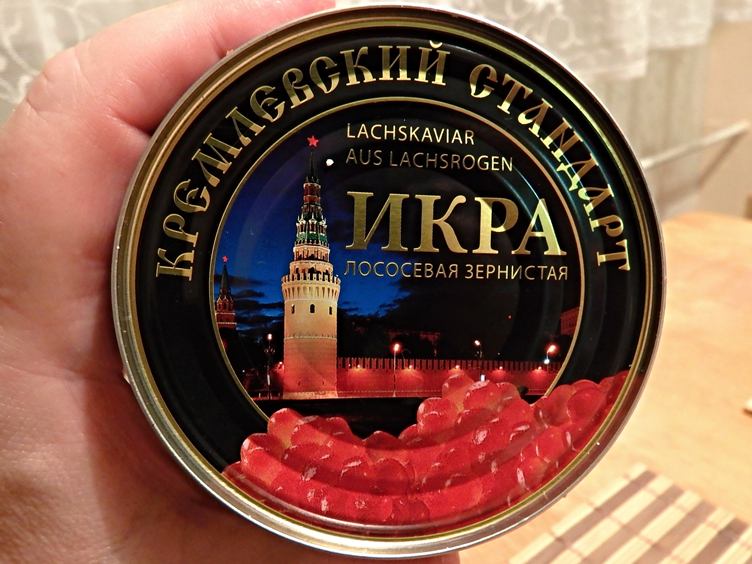 КРЕМЛЕВСКИЙ СТАНДАРТ
LACHSKAVIAR
AUS LACHSROGEN
ИКРА
ЛОСОСЕВАЯ ЗЕРНИСТАЯ